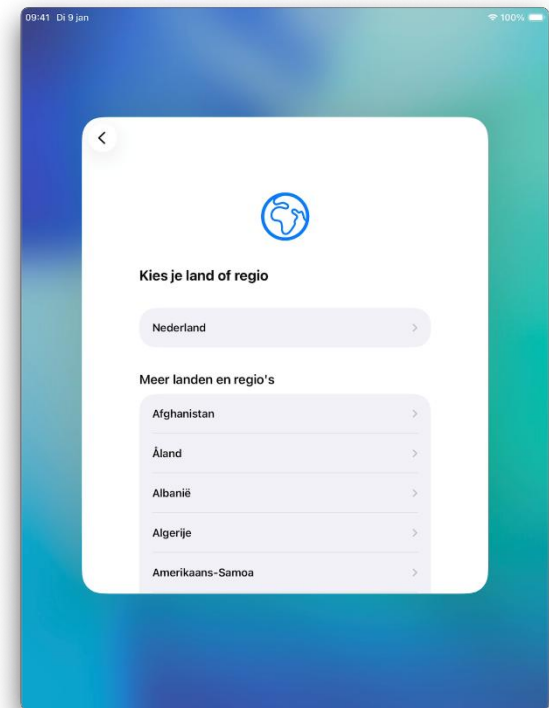 09:41 Di 9 jan
100%
Kies je land of regio
Nederland
Meer landen en regio's
Afghanistan
Åland
Albanië
Algerije
Amerikaans-Samoa